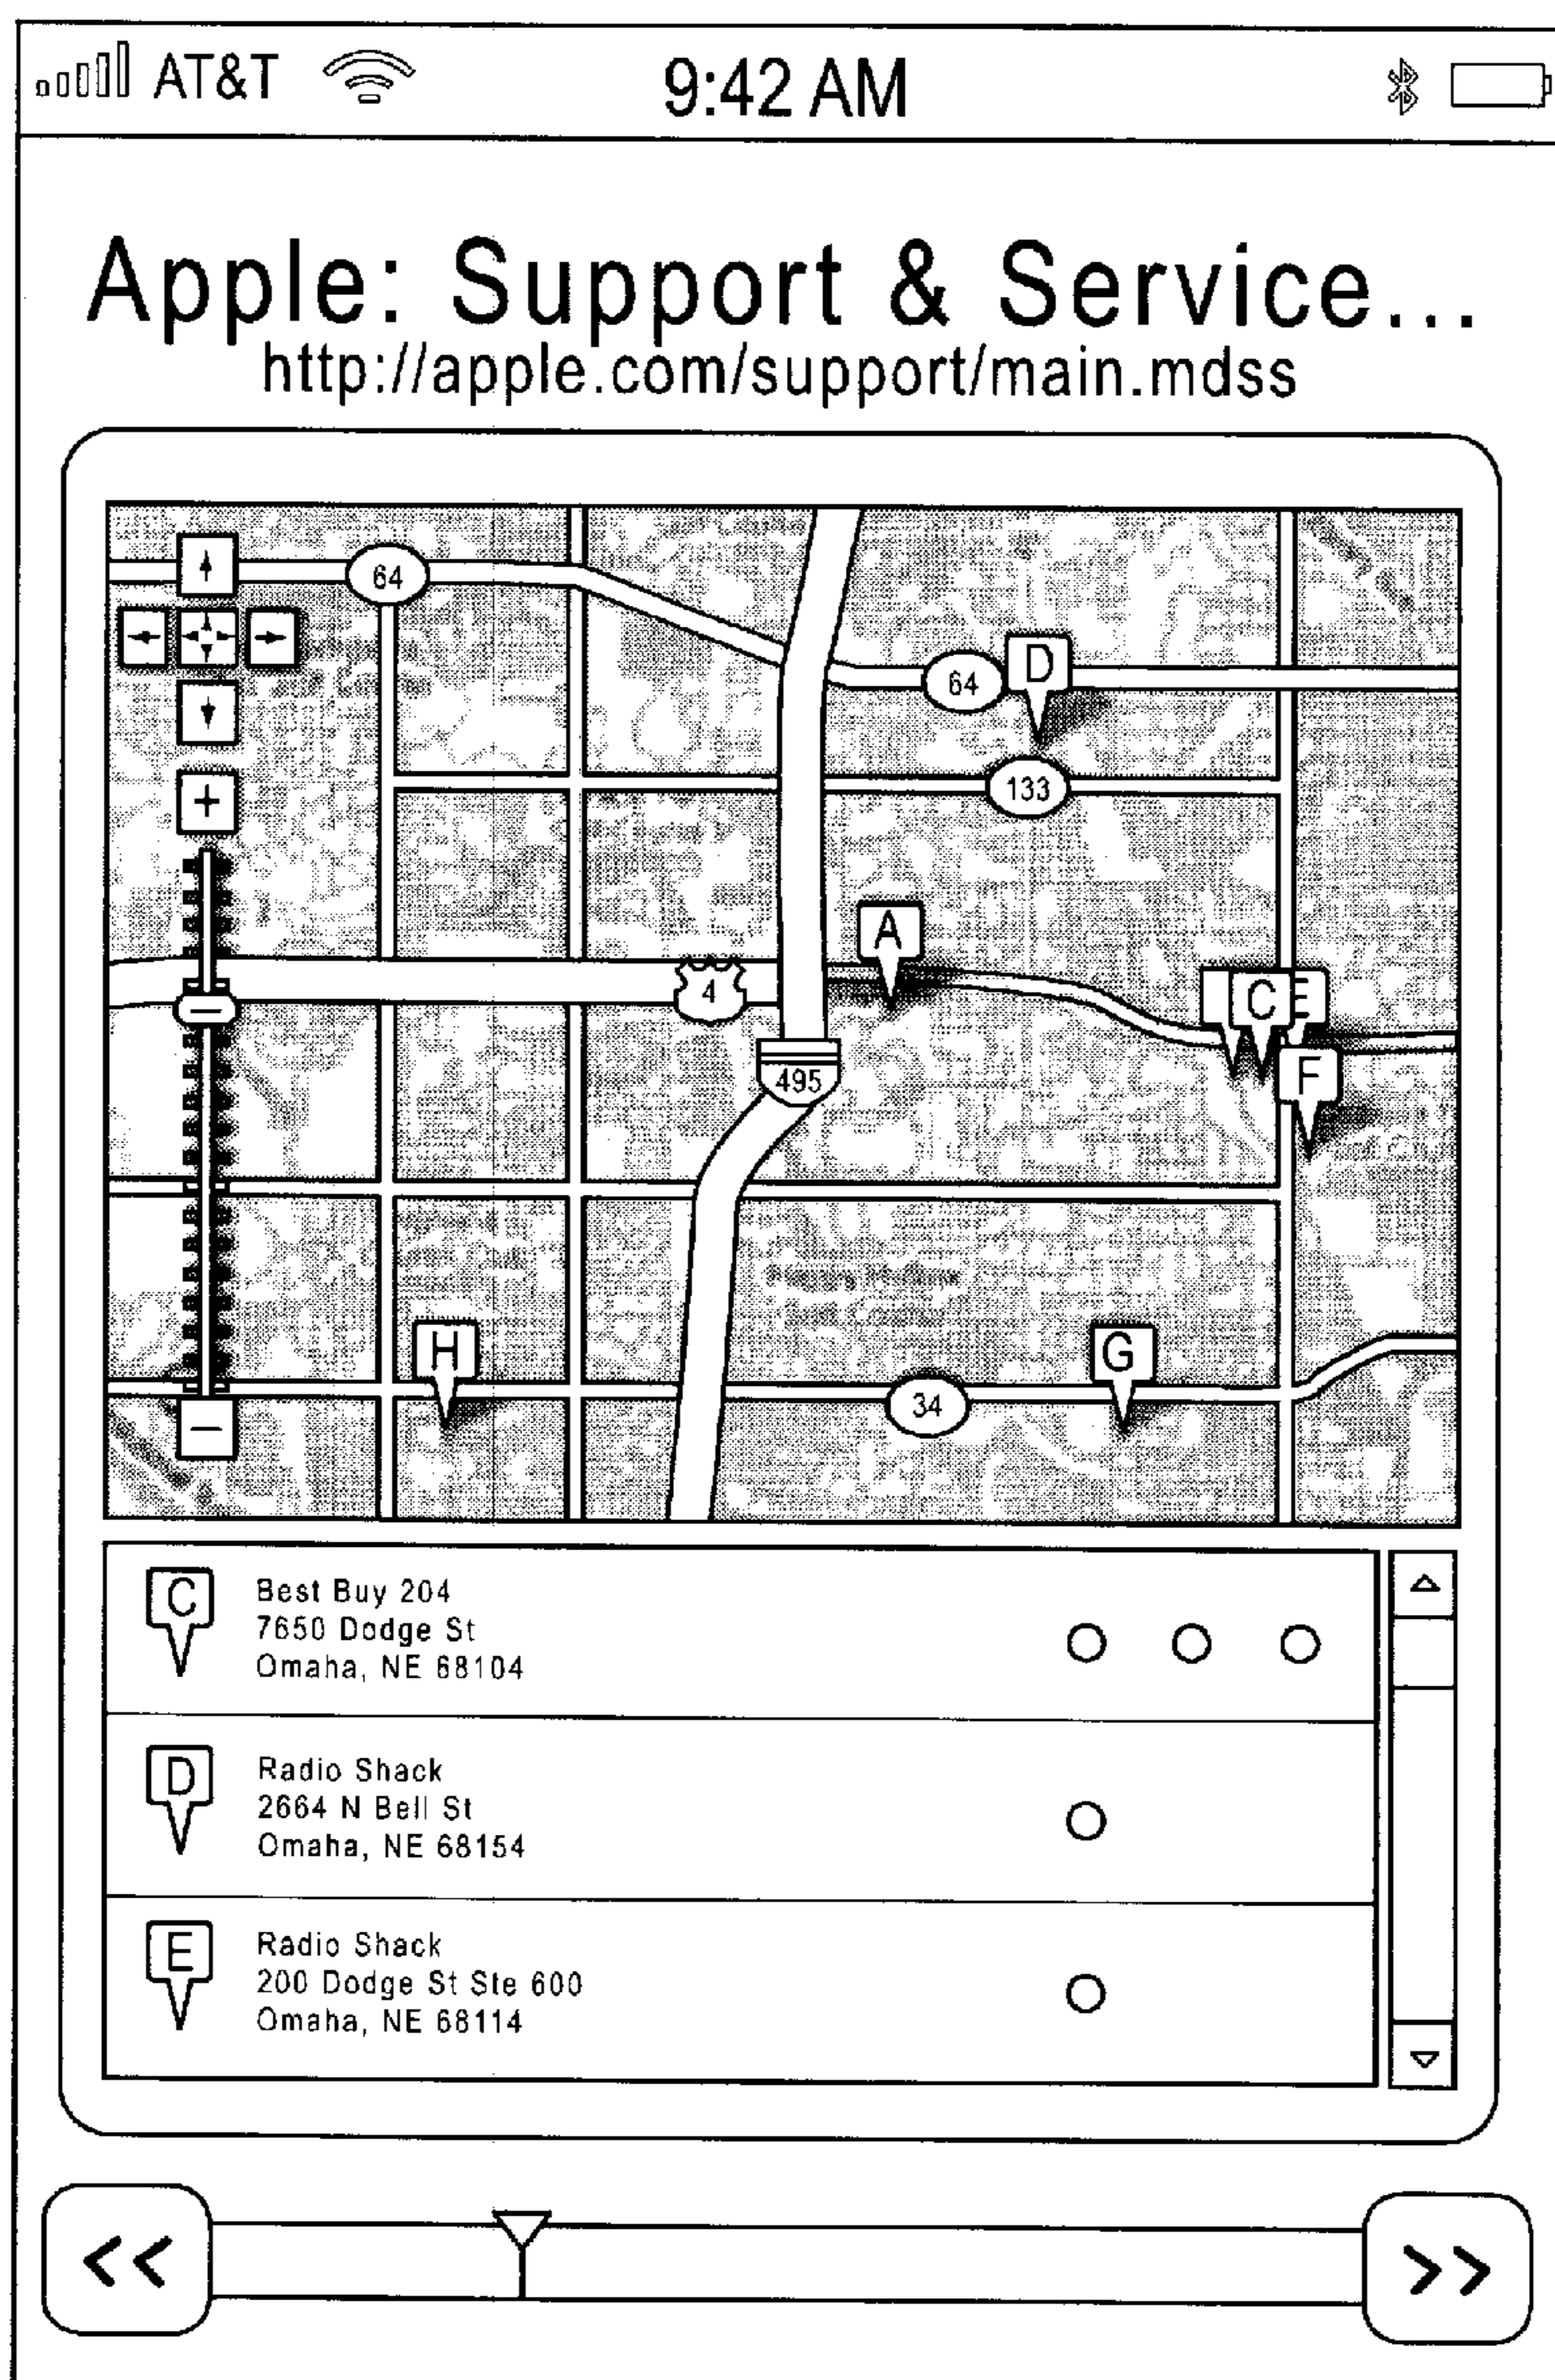 AT&T 9:42 AM
Apple: Support & Service...
http://apple.com/support/main.mdss
64
64
D
133
A
4
C E
495
F
H
G
34
C
Best Buy 204
7650 Dodge St
Omaha, NE 68104
D
Radio Shack
2664 N Bell St
Omaha, NE 68154
E
Radio Shack
200 Dodge St Ste 600
Omaha, NE 68114
<< >>